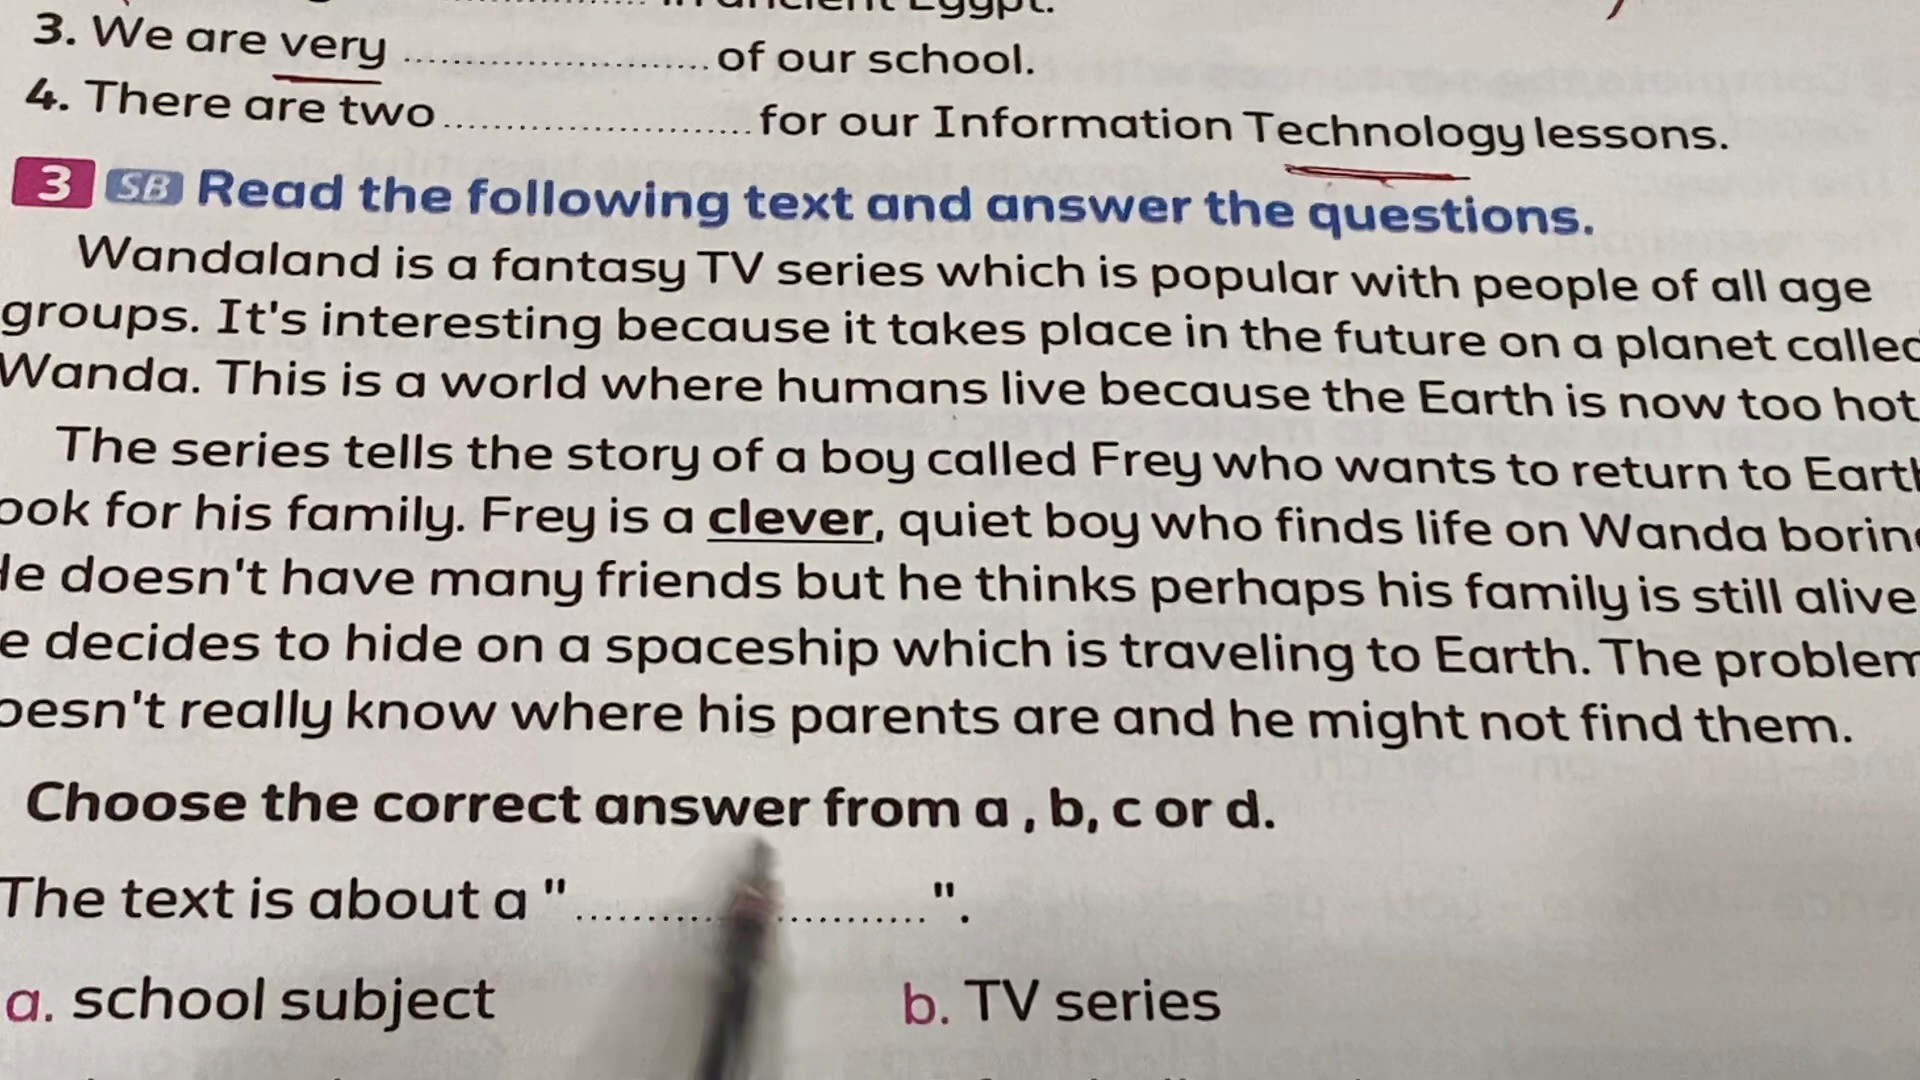 in ancient Egypt.
3. We are very ........................ of our school.
4. There are two ........................ for our Information Technology lessons.
3 SB Read the following text and answer the questions.
Wandaland is a fantasy TV series which is popular with people of all age
groups. It's interesting because it takes place in the future on a planet called
Wanda. This is a world where humans live because the Earth is now too hot
The series tells the story of a boy called Frey who wants to return to Earth
ook for his family. Frey is a clever, quiet boy who finds life on Wanda boring
He doesn't have many friends but he thinks perhaps his family is still alive
e decides to hide on a spaceship which is traveling to Earth. The problem
oesn't really know where his parents are and he might not find them.
Choose the correct answer from a , b, c or d.
The text is about a "........................".
a. school subject
b. TV series